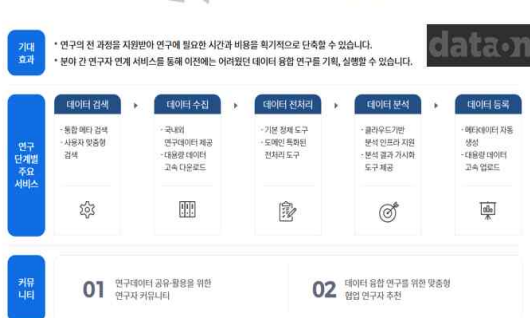 기대
효과
• 연구의 전 과정을 지원받아 연구에 필요한 시간과 비용을 획기적으로 단축할 수 있습니다.
• 분야 간 연구자 연계 서비스를 통해 이전에는 어려웠던 데이터 융합 연구를 기획, 실행할 수 있습니다.
data•n
연구
단계별
주요
서비스
데이터 검색
- 통합 메타 검색
- 사용자 맞춤형
검색
데이터 수집
- 국내외
연구데이터 제공
- 대용량 데이터
고속 다운로드
데이터 전처리
- 기본 정제 도구
- 도메인 특화된
전처리 도구
데이터 분석
- 클라우드기반
분석 인프라 지원
- 분석 결과 가시화
도구 제공
데이터 등록
- 메타데이터 자동
생성
- 대용량 데이터
고속 업로드
커뮤
니티
01 연구데이터 공유·활용을 위한
연구자 커뮤니티
02 데이터 융합 연구를 위한 맞춤형
협업 연구자 추천